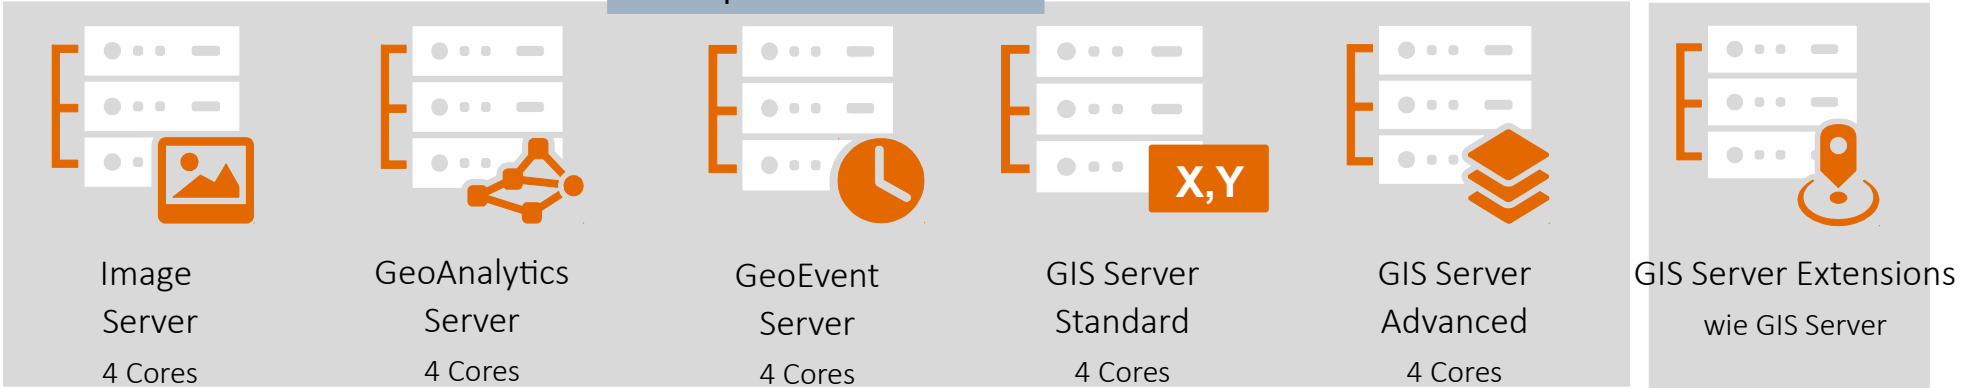 X,Y
Image
Server
4 Cores
GeoAnalytics
Server
4 Cores
GeoEvent
Server
4 Cores
GIS Server
Standard
4 Cores
GIS Server
Advanced
4 Cores
GIS Server Extensions
wie GIS Server